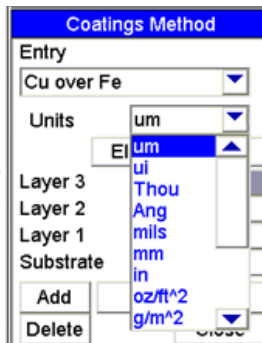 Coatings Method
Entry
Cu over Fe
Units um
El um
ui
Thou
Layer 3
Ang
Layer 2
mils
Layer 1
mm
Substrate
in
oz/ft^2
Add
g/m^2
Delete